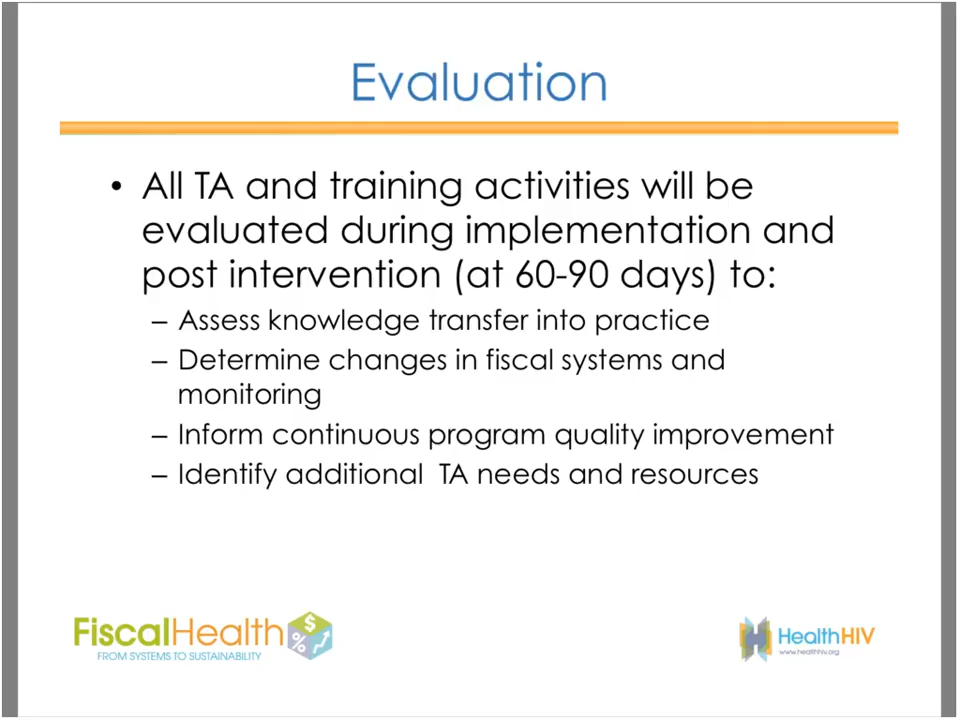 Evaluation
• All TA and training activities will be
evaluated during implementation and
post intervention (at 60-90 days) to:
– Assess knowledge transfer into practice
– Determine changes in fiscal systems and
monitoring
– Inform continuous program quality improvement
– Identify additional TA needs and resources
FiscalHealth
FROM SYSTEMS TO SUSTAINABILITY
$
%
HealthHIV
www.healthhiv.org